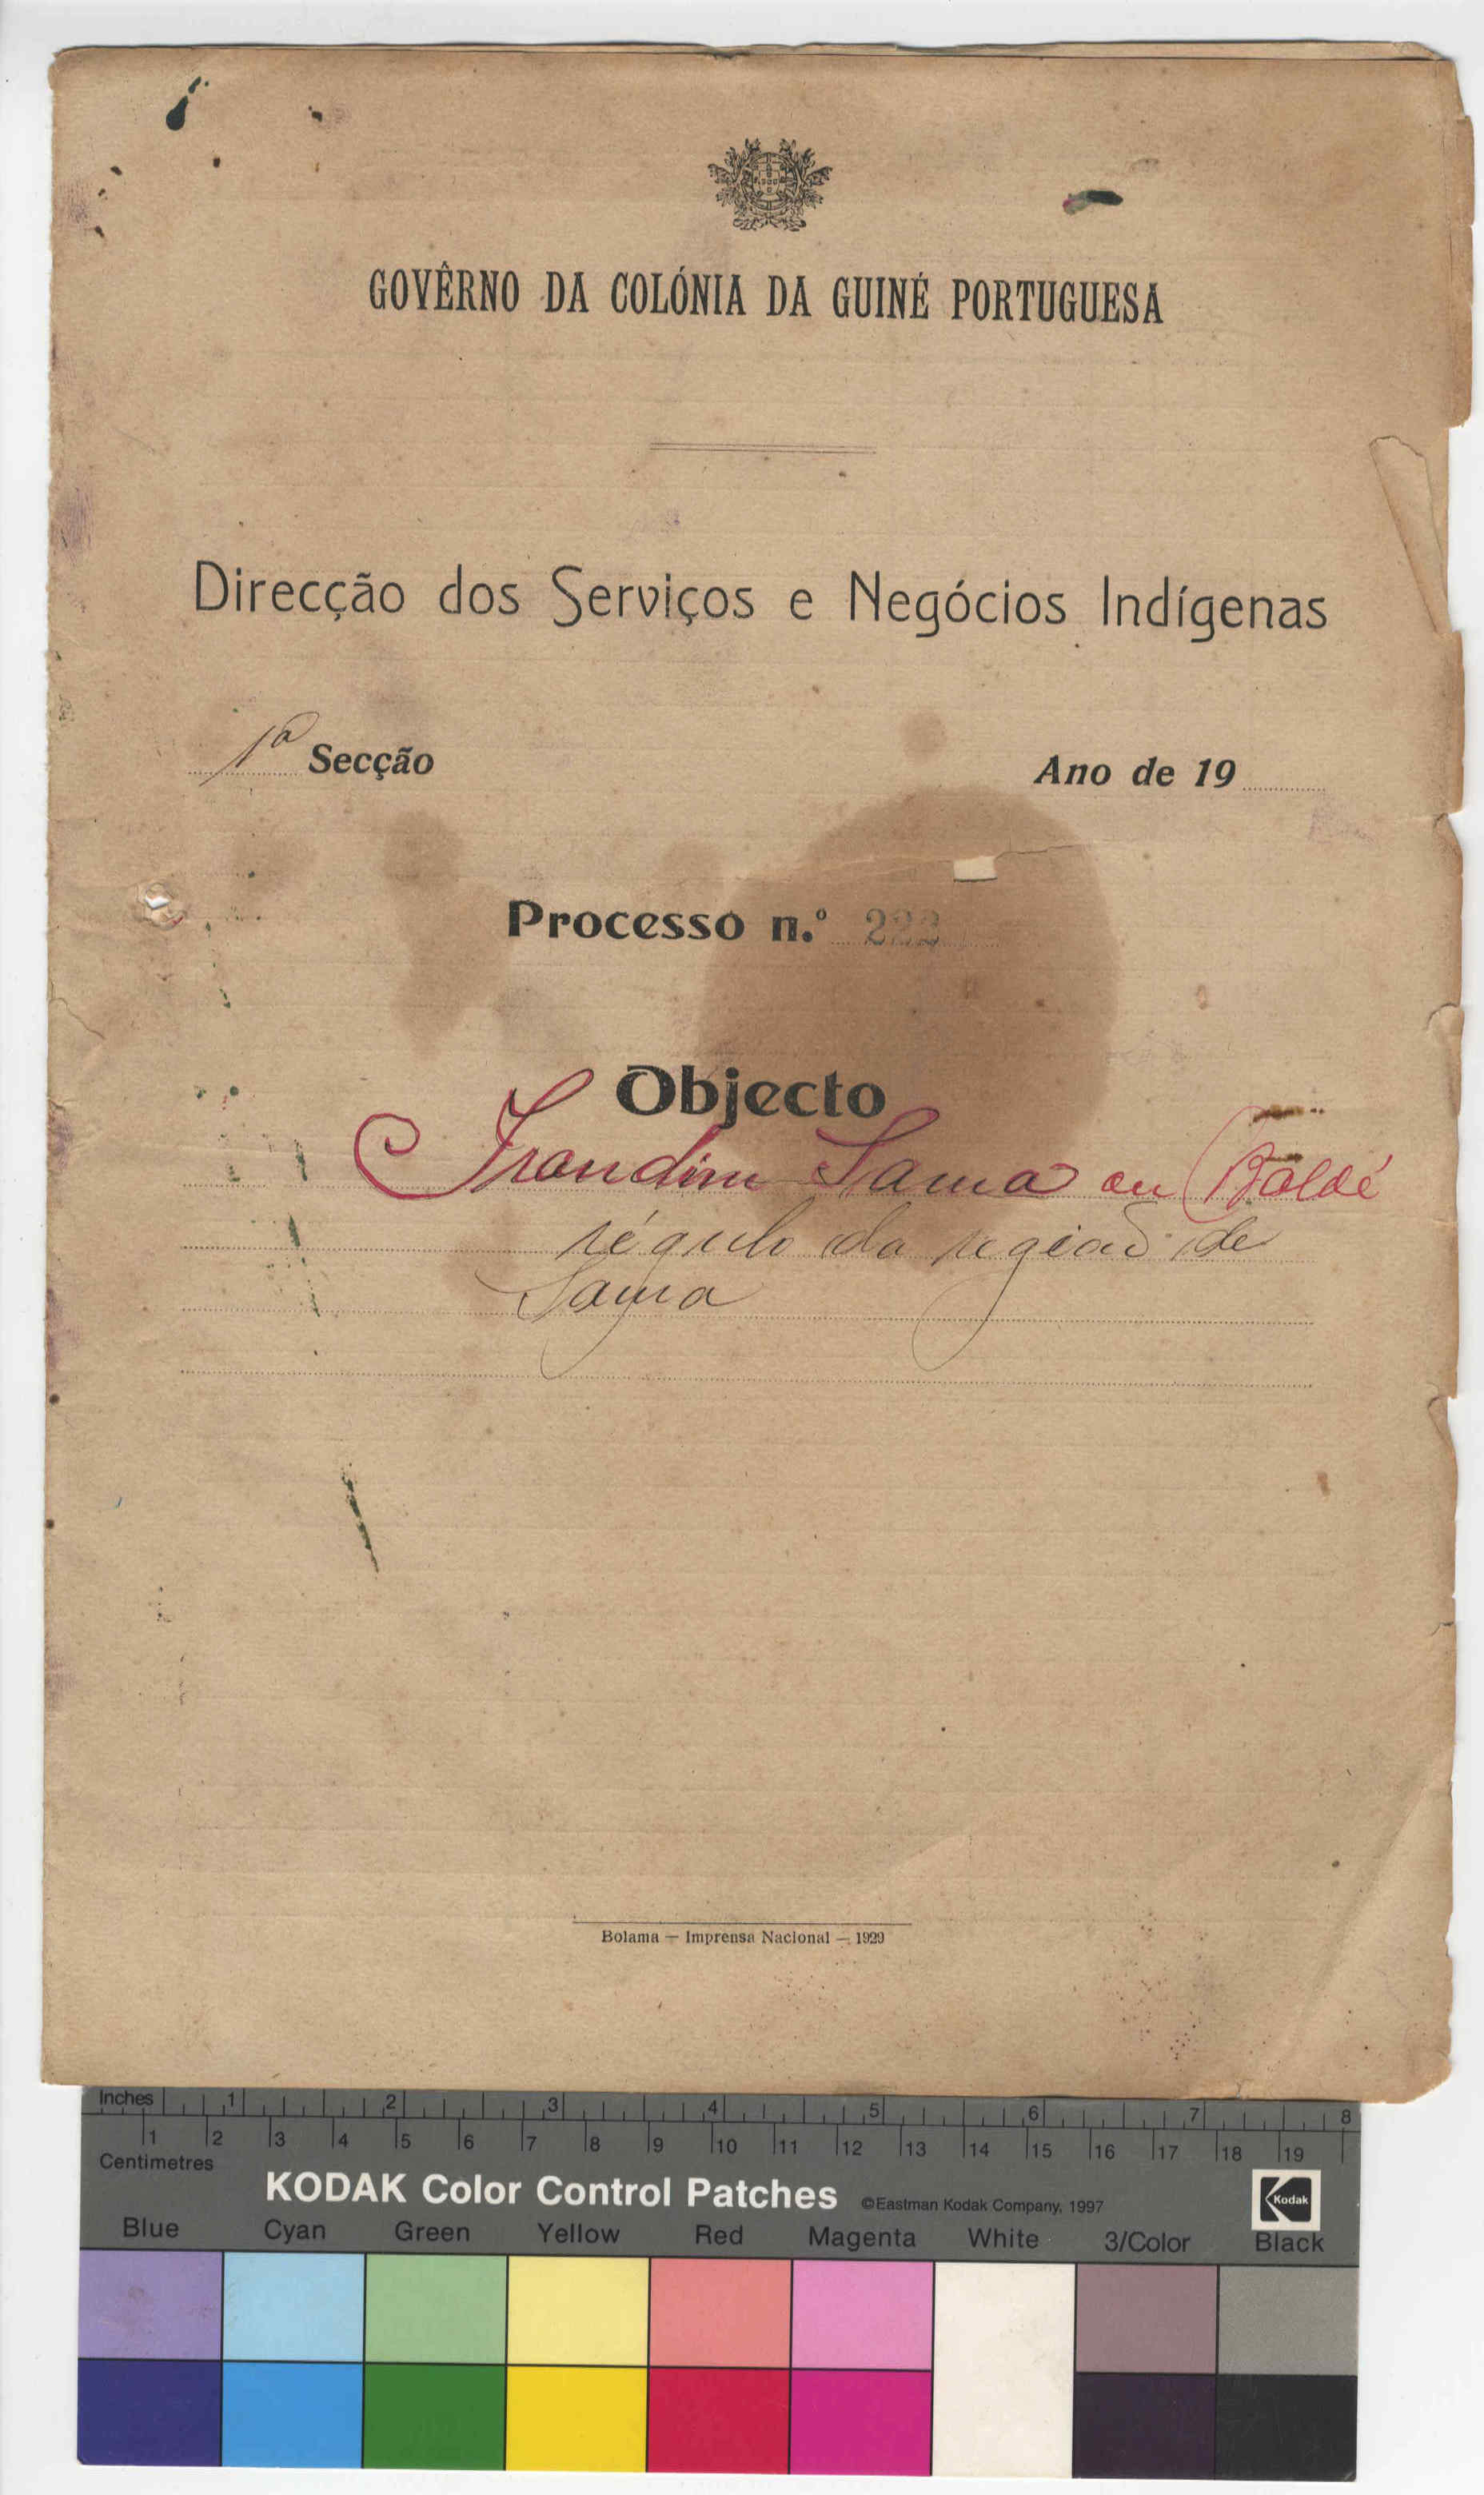 GOVÊRNO DA COLÓNIA DA GUINÉ PORTUGUESA
Direcção dos Serviços e Negócios Indígenas
1ª Secção
Ano de 19
Processo n.º 222
Objecto
Irandim Sama ou Baldé
régulo da região de
Sama
Bolama — Imprensa Nacional — 1929
Inches 1 2 3 4 5 6 7 8
1 2 3 4 5 6 7 8 9 10 11 12 13 14 15 16 17 18 19
Centimetres
KODAK Color Control Patches ©Eastman Kodak Company, 1997 Kodak
Blue Cyan Green Yellow Red Magenta White 3/Color Black